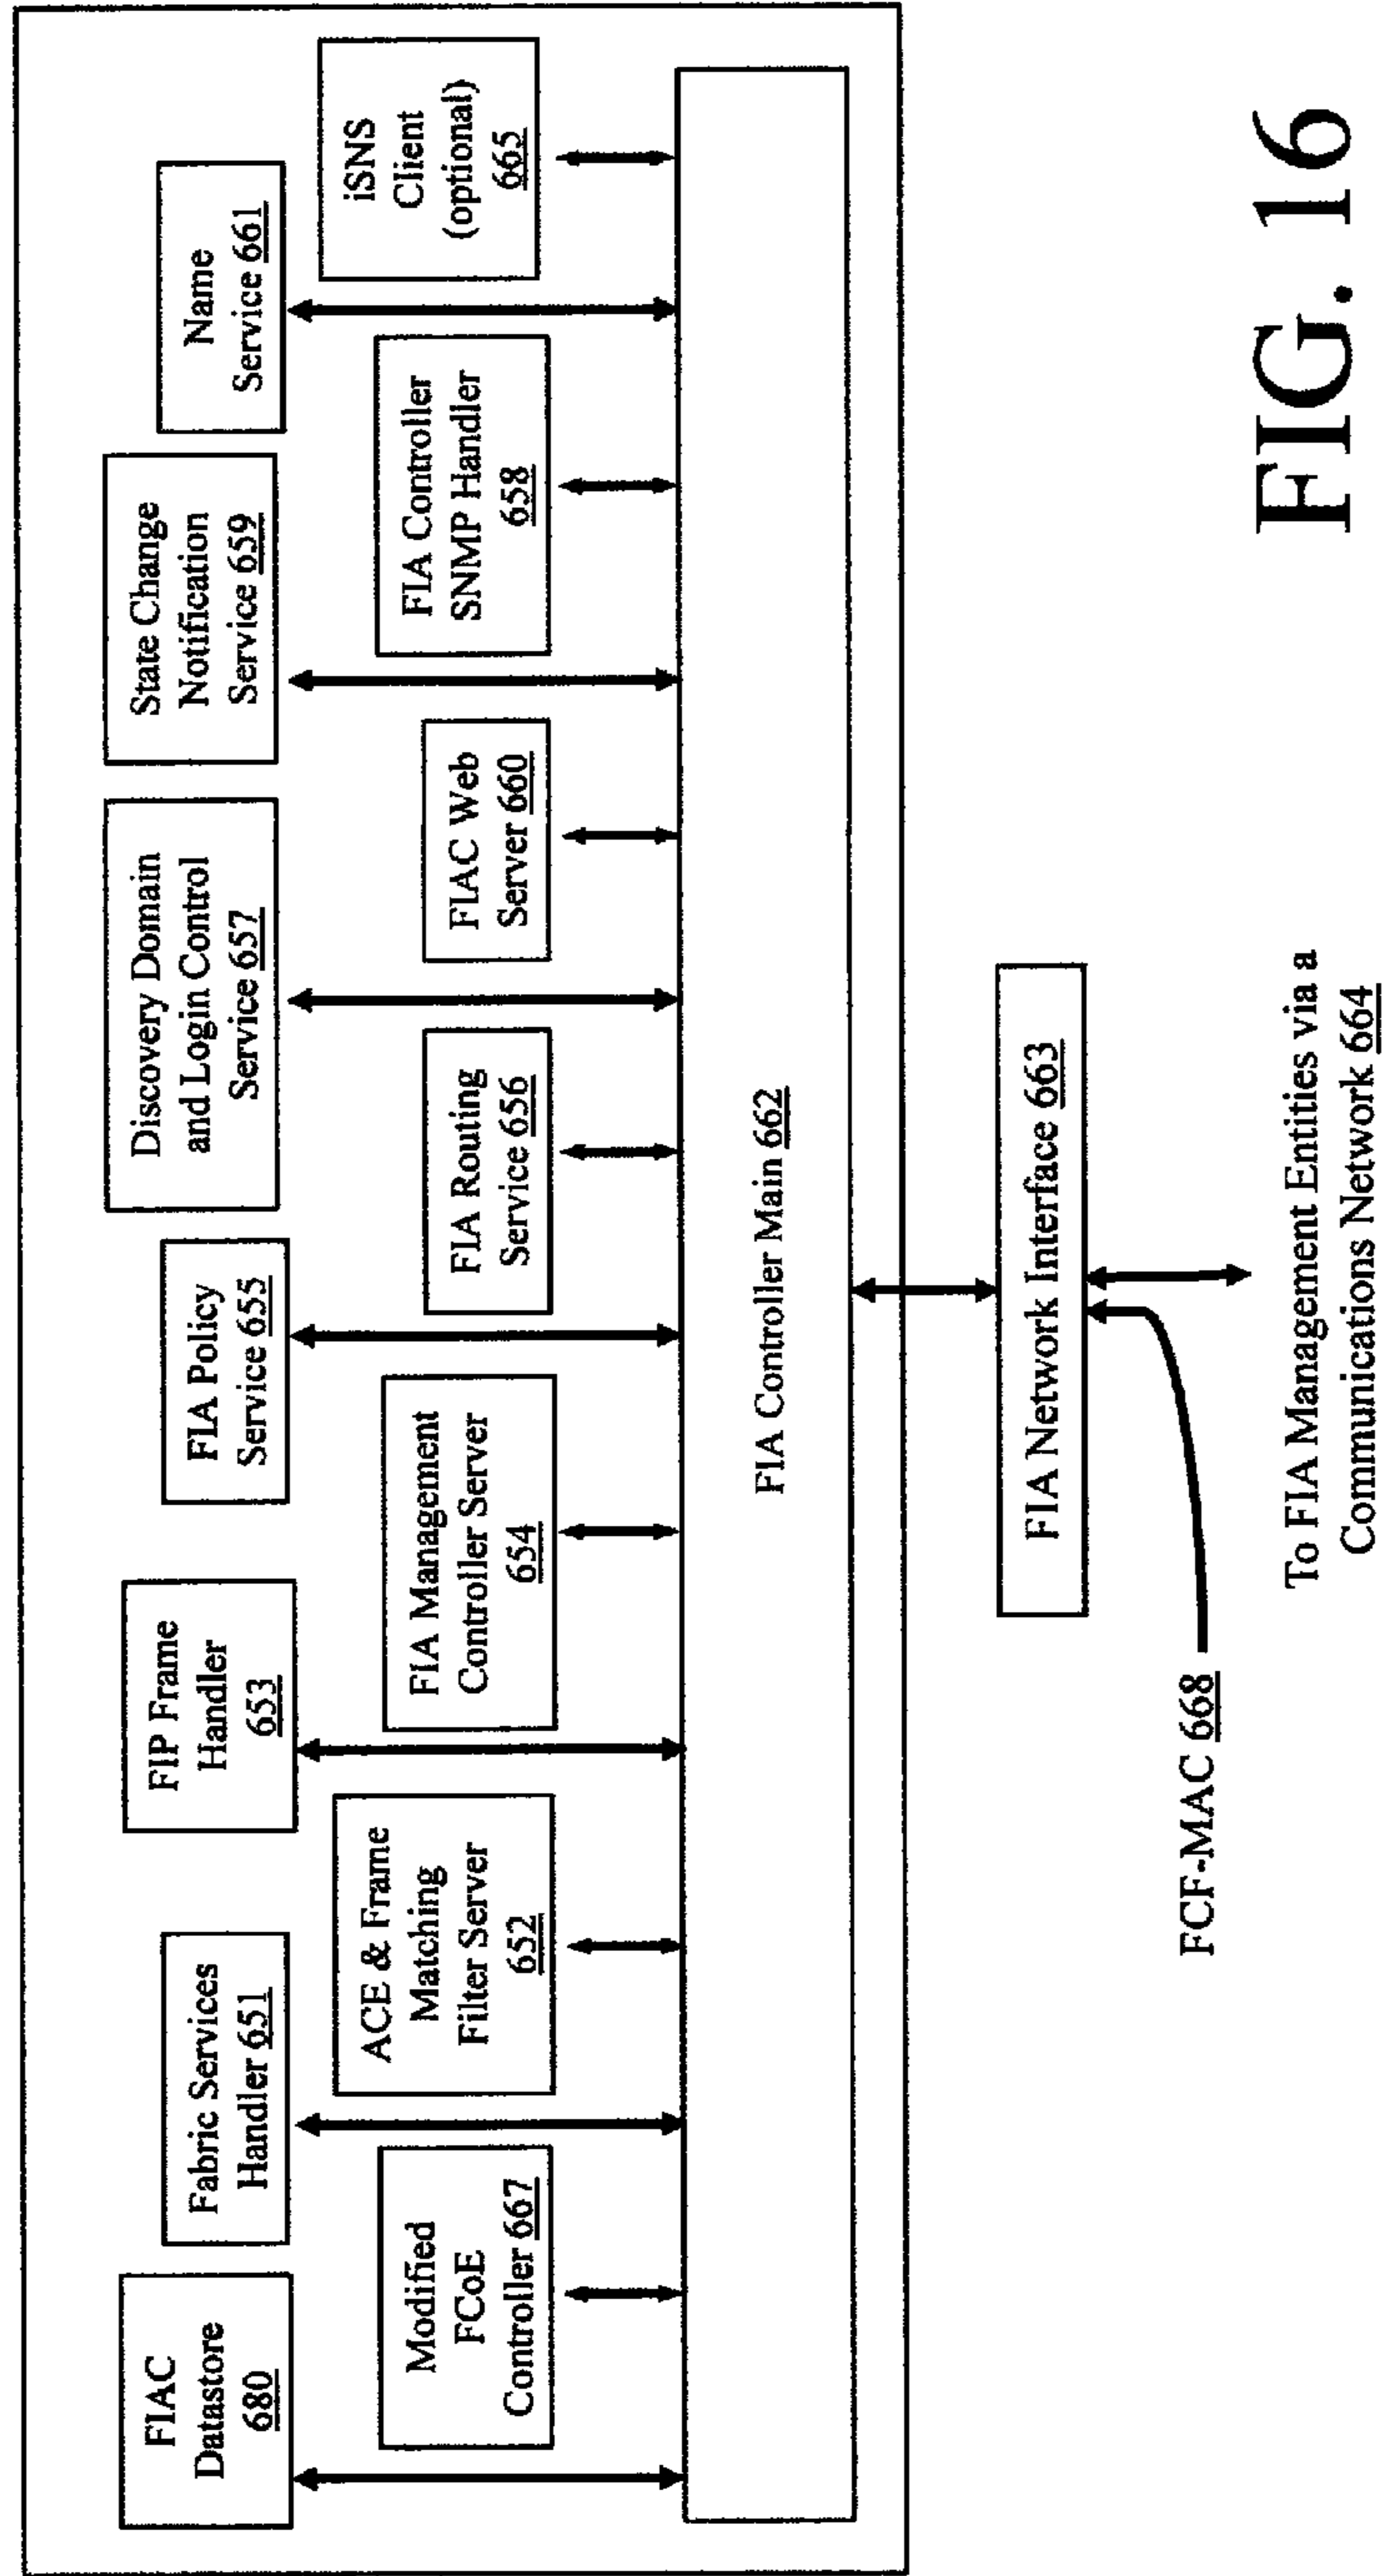 FIAC
Datastore
680
Fabric Services
Handler 651
FIP Frame
Handler
653
FIA Policy
Service 655
Discovery Domain
and Login Control
Service 657
State Change
Notification
Service 659
Name
Service 661
Modified
FCoE
Controller 667
ACE & Frame
Matching
Filter Server
652
FIA Management
Controller Server
654
FIA Routing
Service 656
FIAC Web
Server 660
FIA Controller
SNMP Handler
658
iSNS
Client
(optional)
665
FIA Controller Main 662
FIA Network Interface 663
FCF-MAC 668
To FIA Management Entities via a
Communications Network 664
FIG. 16